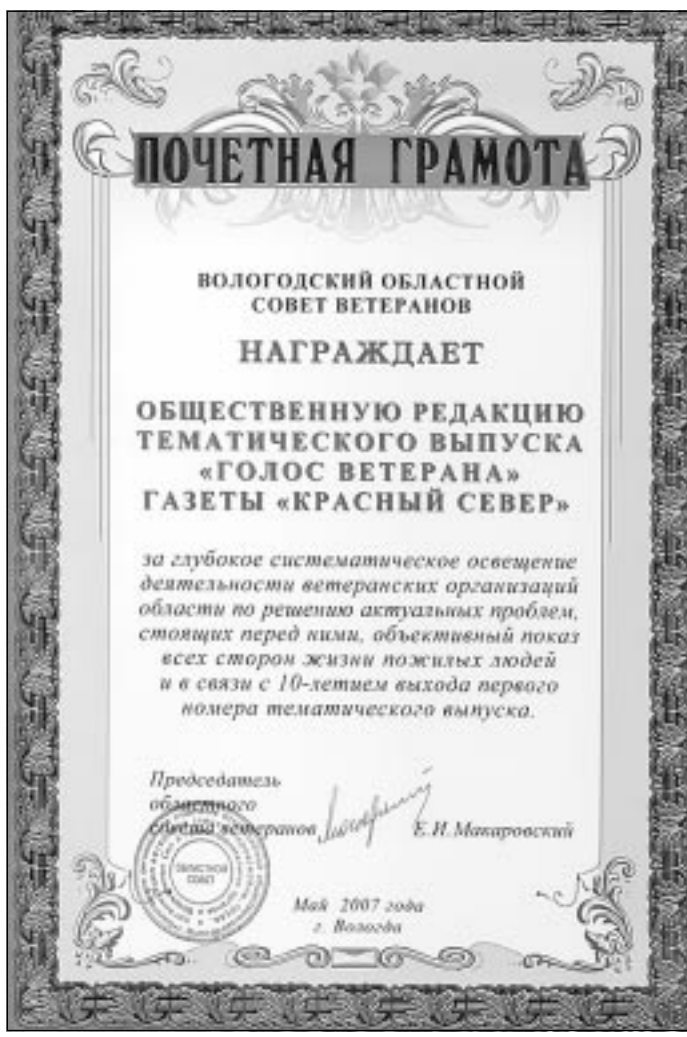 ПОЧЕТНАЯ ГРАМОТА
ВОЛОГОДСКИЙ ОБЛАСТНОЙ
СОВЕТ ВЕТЕРАНОВ
НАГРАЖДАЕТ
ОБЩЕСТВЕННУЮ РЕДАКЦИЮ
ТЕМАТИЧЕСКОГО ВЫПУСКА
«ГОЛОС ВЕТЕРАНА»
ГАЗЕТЫ «КРАСНЫЙ СЕВЕР»
за глубокое систематическое освещение
деятельности ветеранских организаций
области по решению актуальных проблем,
стоящих перед ними, объективный показ
всех сторон жизни пожилых людей
и в связи с 10-летием выхода первого
номера тематического выпуска.
Председатель
областного
совета ветеранов Е.И. Макаровский
ОБЛАСТНОЙ
СОВЕТ
Май 2007 года
г. Вологда